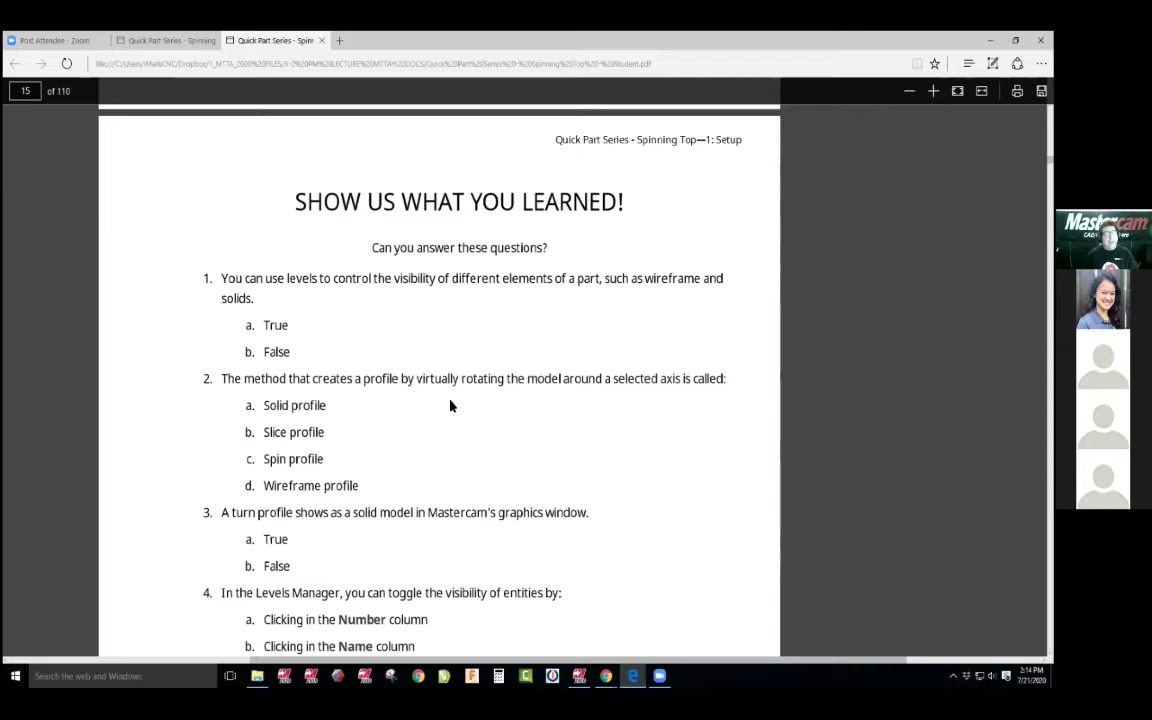 Post Attendee - Zoom
Quick Part Series - Spinning
Quick Part Series - Spinn
15 of 110
Quick Part Series - Spinning Top—1: Setup
SHOW US WHAT YOU LEARNED!
Can you answer these questions?
1. You can use levels to control the visibility of different elements of a part, such as wireframe and
solids.
a. True
b. False
2. The method that creates a profile by virtually rotating the model around a selected axis is called:
a. Solid profile
b. Slice profile
c. Spin profile
d. Wireframe profile
3. A turn profile shows as a solid model in Mastercam's graphics window.
a. True
b. False
4. In the Levels Manager, you can toggle the visibility of entities by:
a. Clicking in the Number column
b. Clicking in the Name column
Mastercam
Search the web and Windows
2:14 PM
7/21/2020